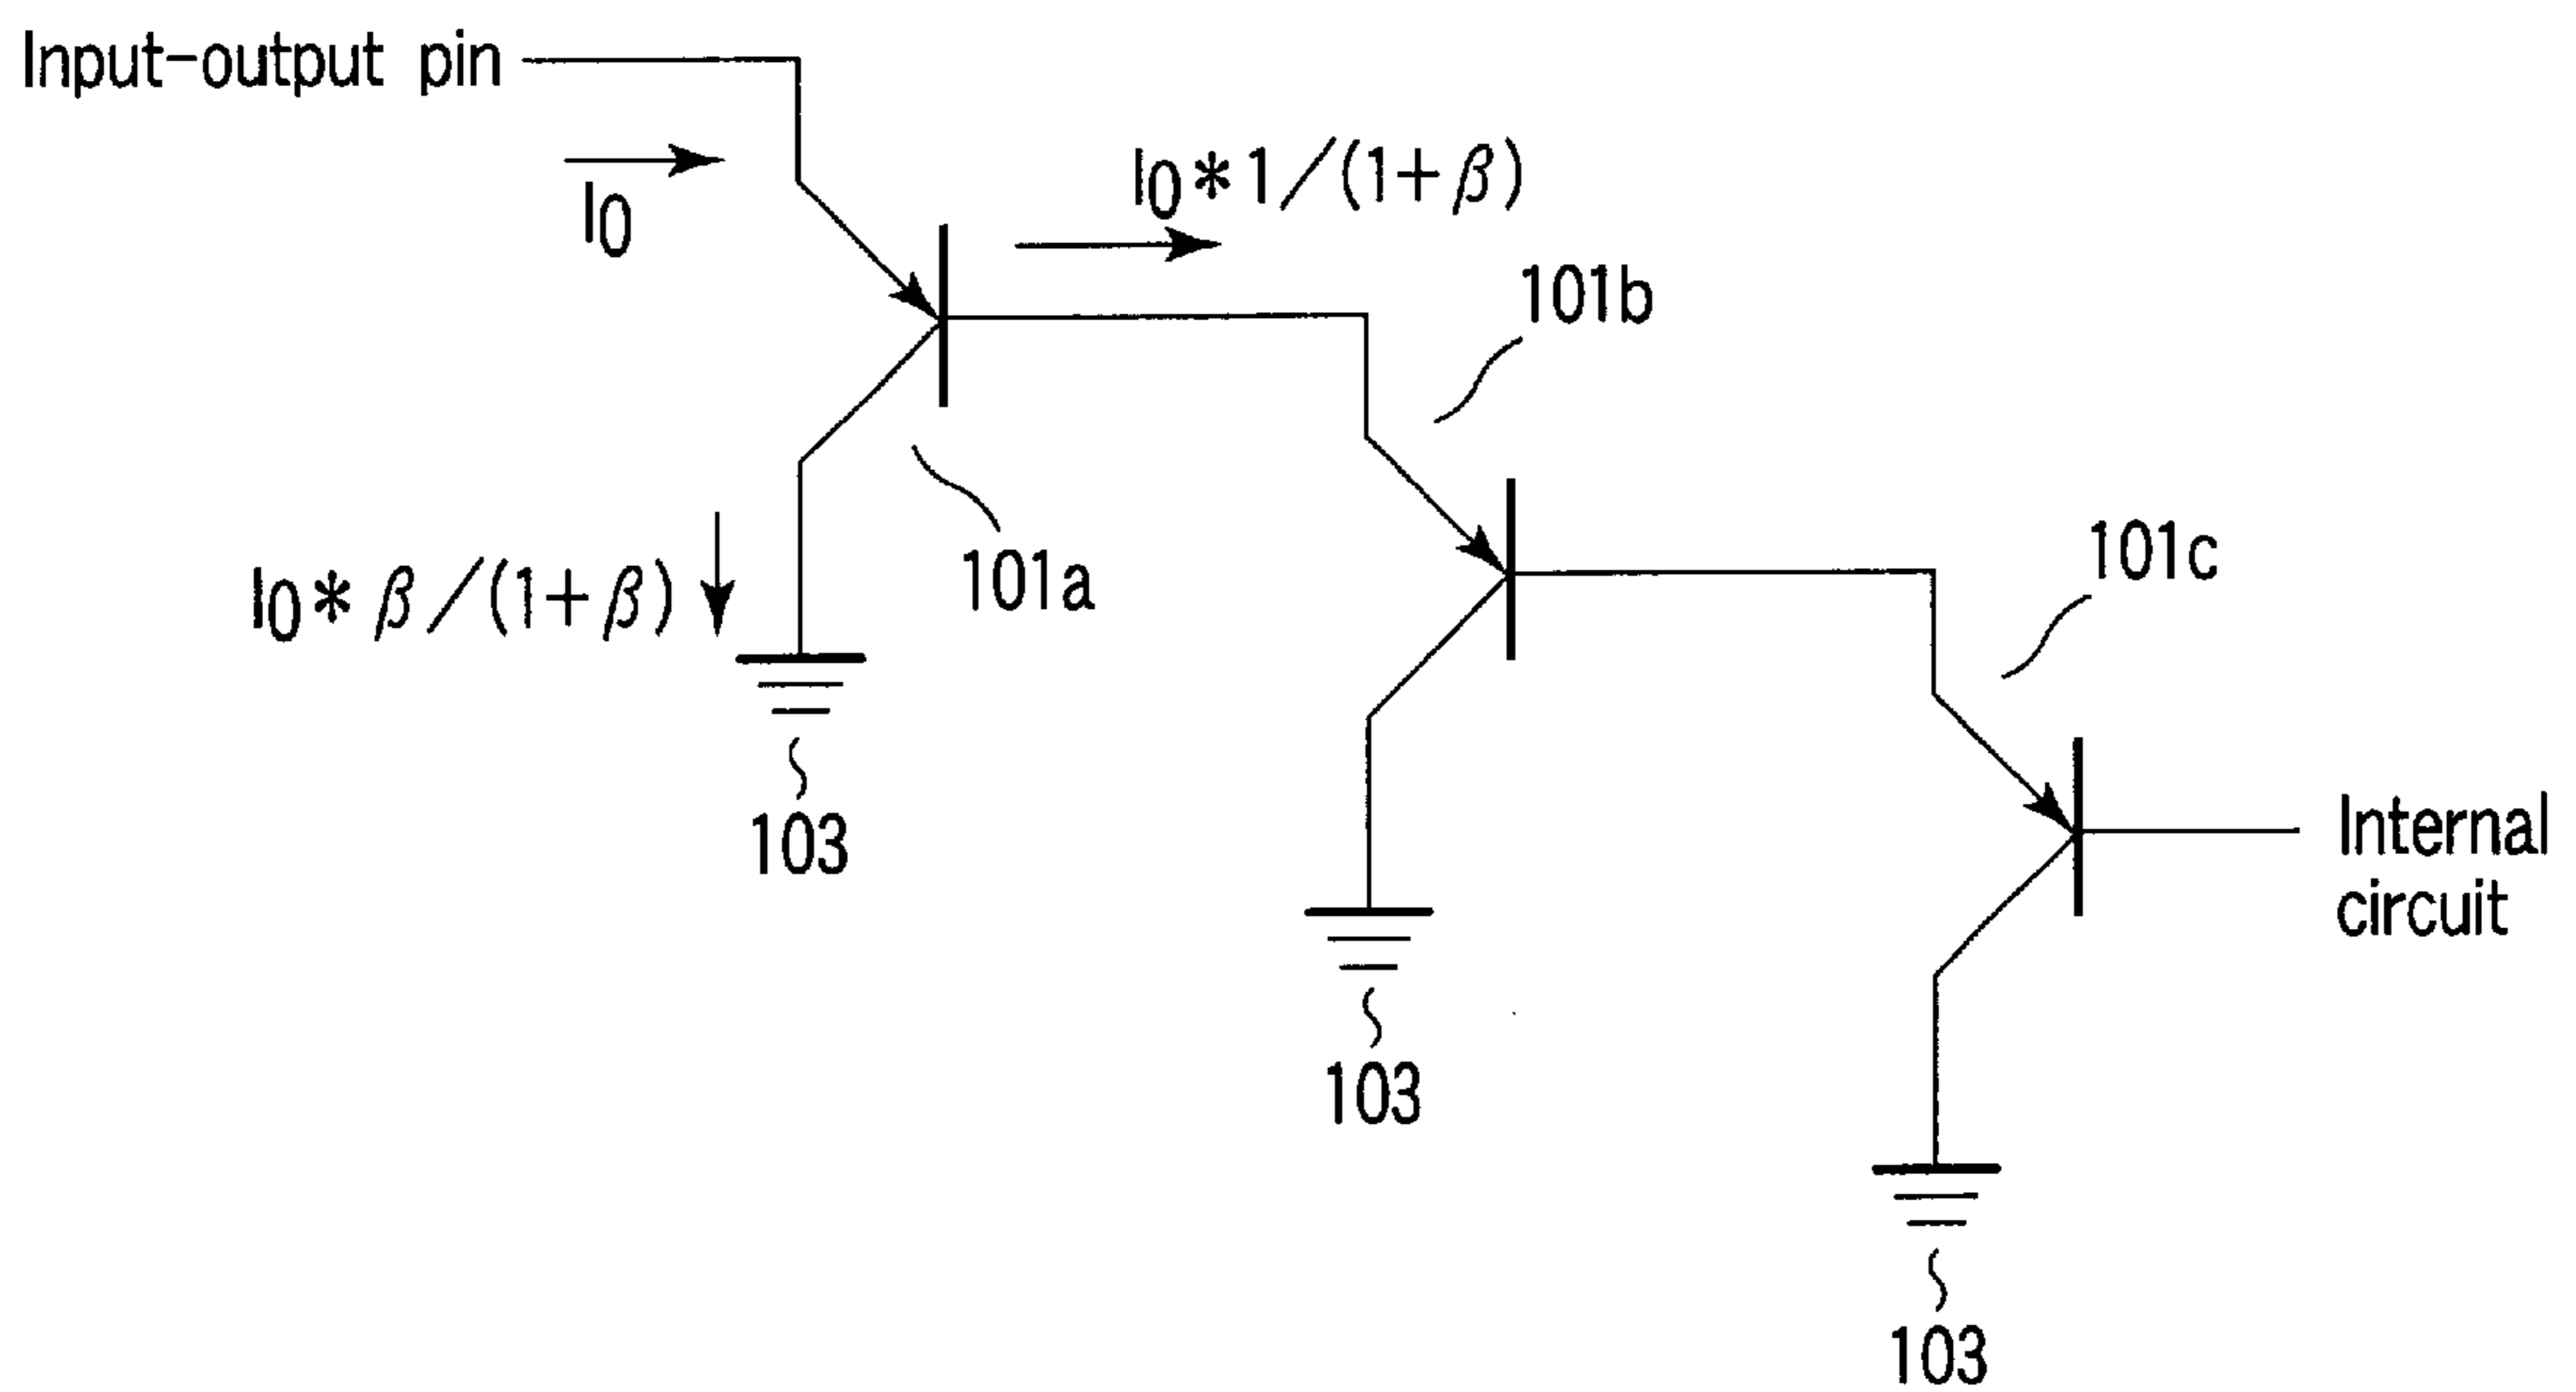 Input-output pin
I0
I0*1/(1+β)
101b
101a
I0*β/(1+β)
101c
103
Internal
circuit
103
103